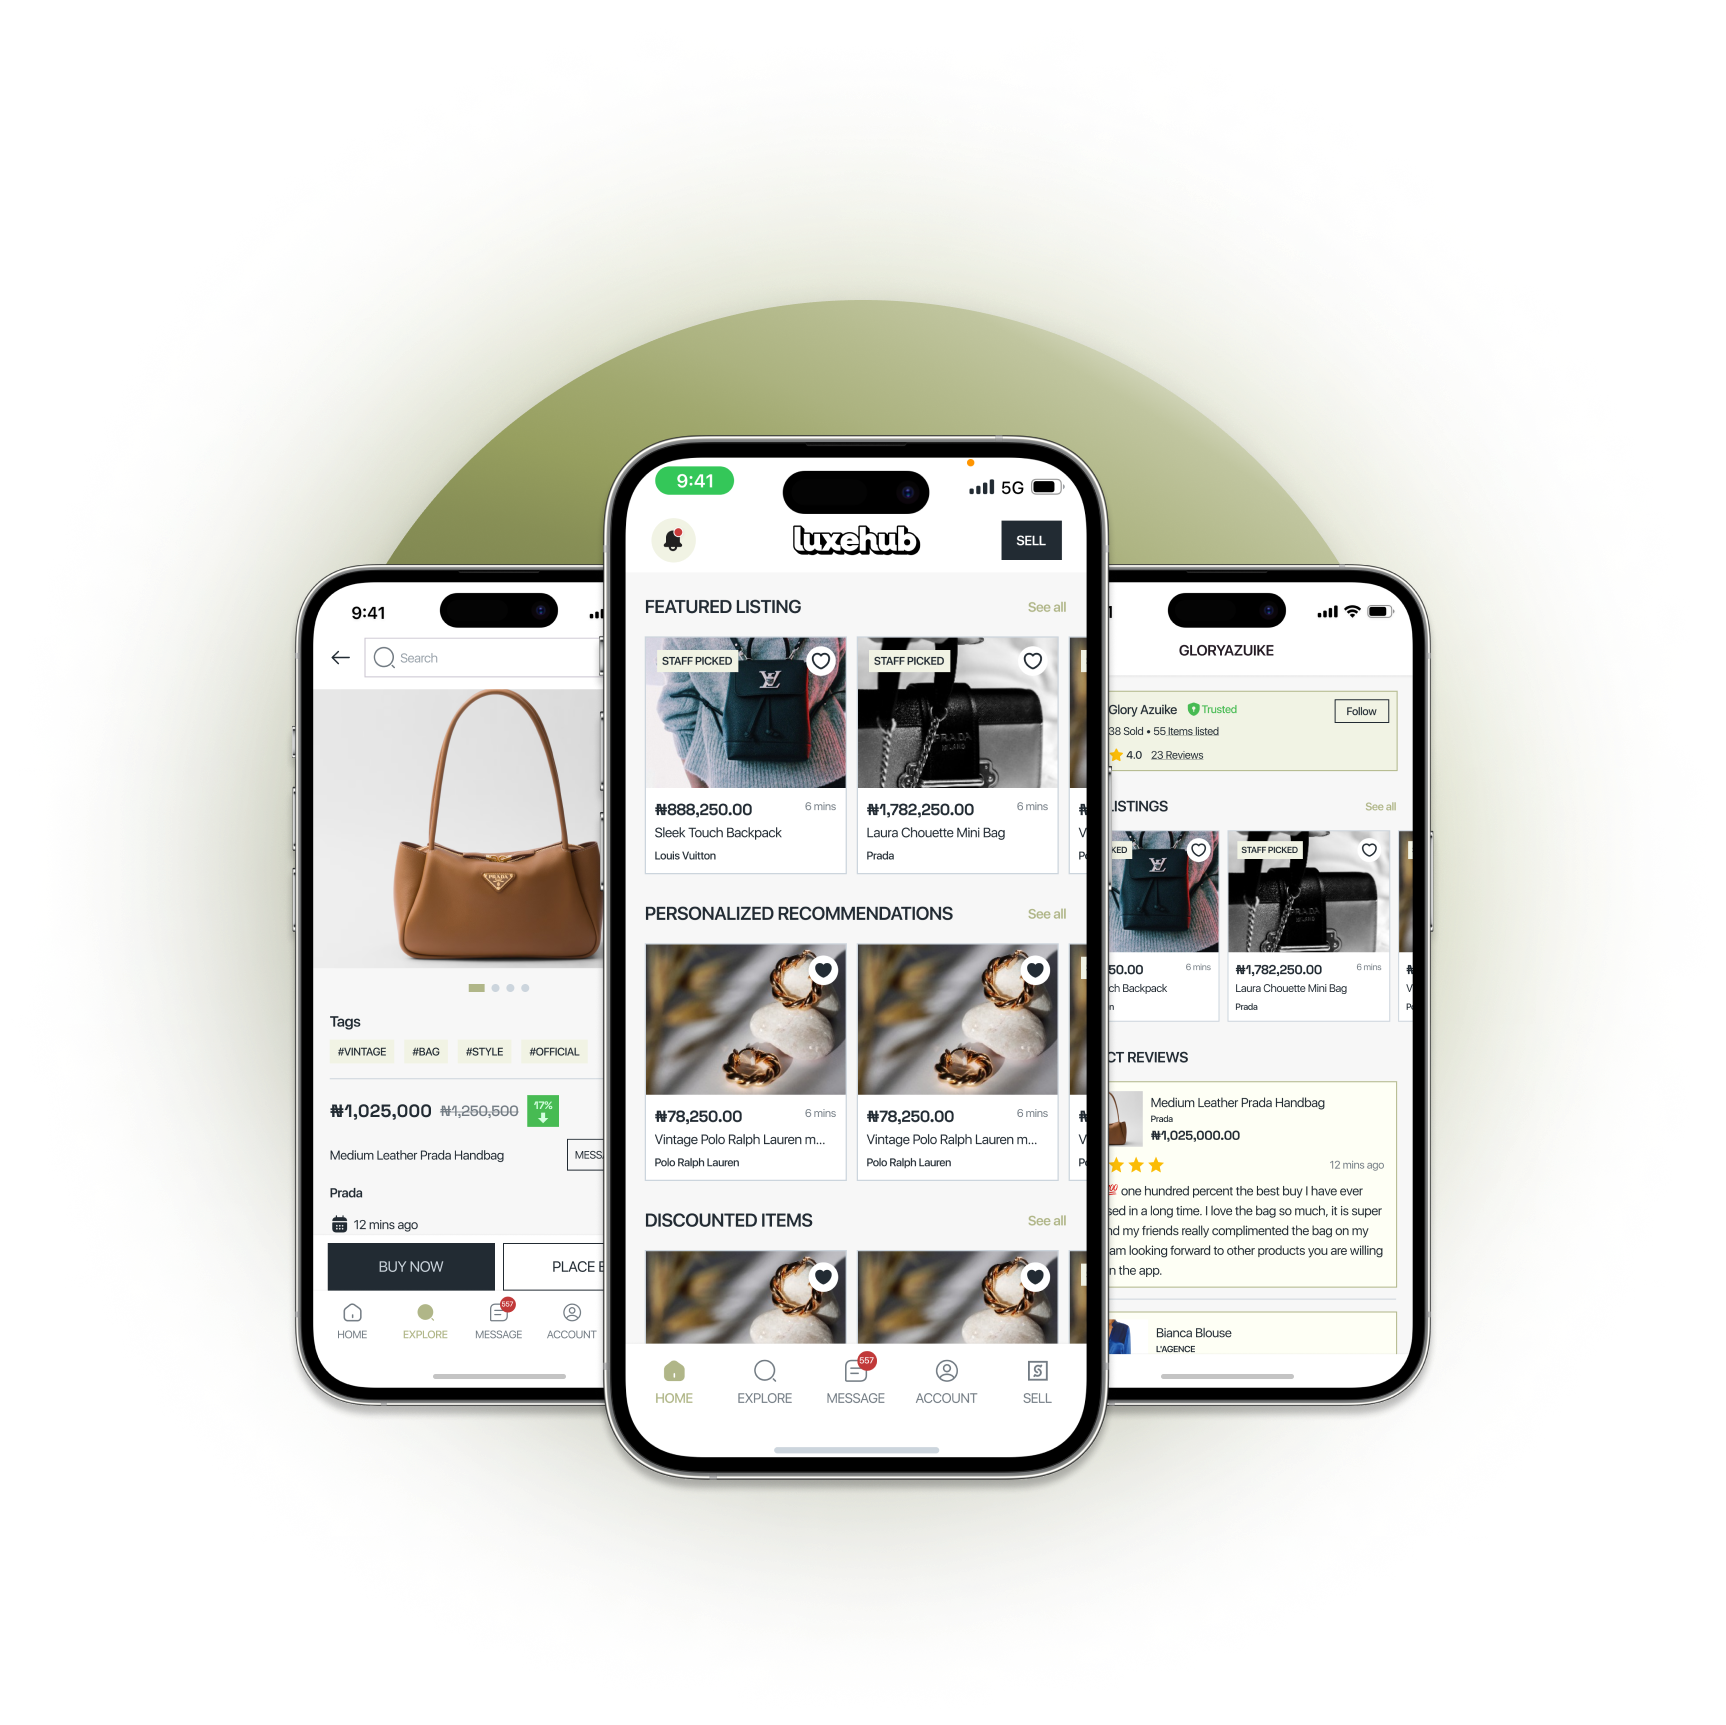 9:41
Search
PRADA
Tags
#VINTAGE #BAG #STYLE #OFFICIAL
₦1,025,000 ₦1,250,500 17%
Medium Leather Prada Handbag
MESS
Prada
12 mins ago
BUY NOW
PLACE
HOME
EXPLORE
557
MESSAGE
ACCOUNT
9:41
5G
luxehub
SELL
FEATURED LISTING
See all
STAFF PICKED
LV
STAFF PICKED
PRADA
MILANO
₦888,250.00 6 mins
Sleek Touch Backpack
Louis Vuitton
₦1,782,250.00 6 mins
Laura Chouette Mini Bag
Prada
PERSONALIZED RECOMMENDATIONS
See all
₦78,250.00 6 mins
Vintage Polo Ralph Lauren m...
Polo Ralph Lauren
₦78,250.00 6 mins
Vintage Polo Ralph Lauren m...
Polo Ralph Lauren
DISCOUNTED ITEMS
See all
557
HOME
EXPLORE
MESSAGE
ACCOUNT
SELL
GLORYAZUIKE
Glory Azuike Trusted
Follow
38 Sold • 55 Items listed
4.0 23 Reviews
ISTINGS
See all
KED
LV
STAFF PICKED
PRADA
MILANO
50.00 6 mins
ch Backpack
n
₦1,782,250.00 6 mins
Laura Chouette Mini Bag
Prada
CT REVIEWS
Medium Leather Prada Handbag
Prada
₦1,025,000.00
12 mins ago
one hundred percent the best buy I have ever
sed in a long time. I love the bag so much, it is super
nd my friends really complimented the bag on my
am looking forward to other products you are willing
n the app.
Bianca Blouse
L'AGENCE